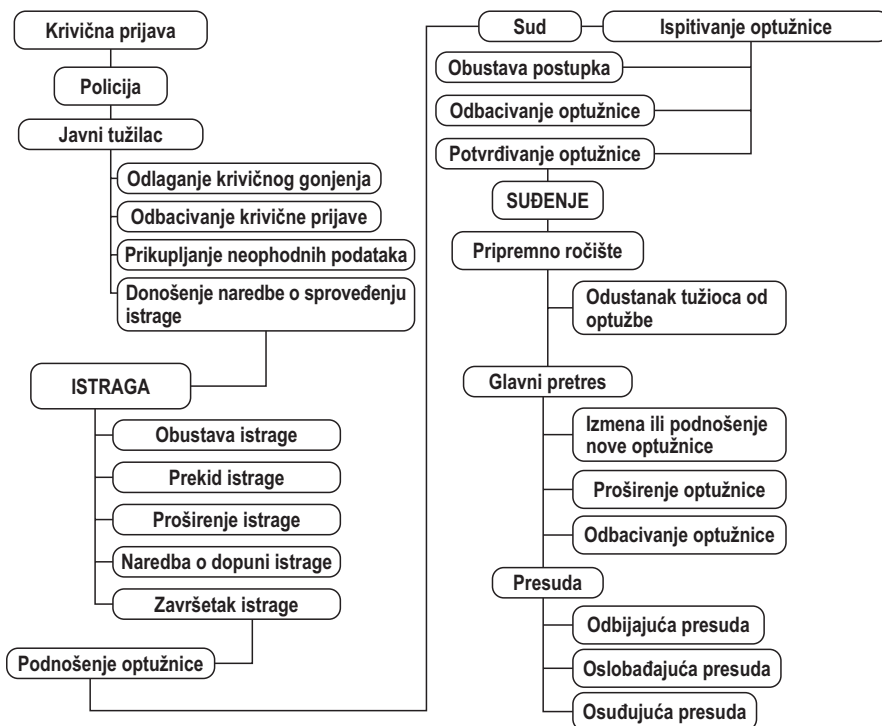 Krivična prijava
Policija
Javni tužilac
Odlaganje krivičnog gonjenja
Odbacivanje krivične prijave
Prikupljanje neophodnih podataka
Donošenje naredbe o sproveđenju
istrage
ISTRAGA
Obustava istrage
Prekid istrage
Proširenje istrage
Naredba o dopuni istrage
Završetak istrage
Podnošenje optužnice
Sud
Ispitivanje optužnice
Obustava postupka
Odbacivanje optužnice
Potvrđivanje optužnice
SUĐENJE
Pripremno ročište
Odustanak tužioca od
optužbe
Glavni pretres
Izmena ili podnošenje
nove optužnice
Proširenje optužnice
Odbacivanje optužnice
Presuda
Odbijajuća presuda
Oslobađajuća presuda
Osuđujuća presuda